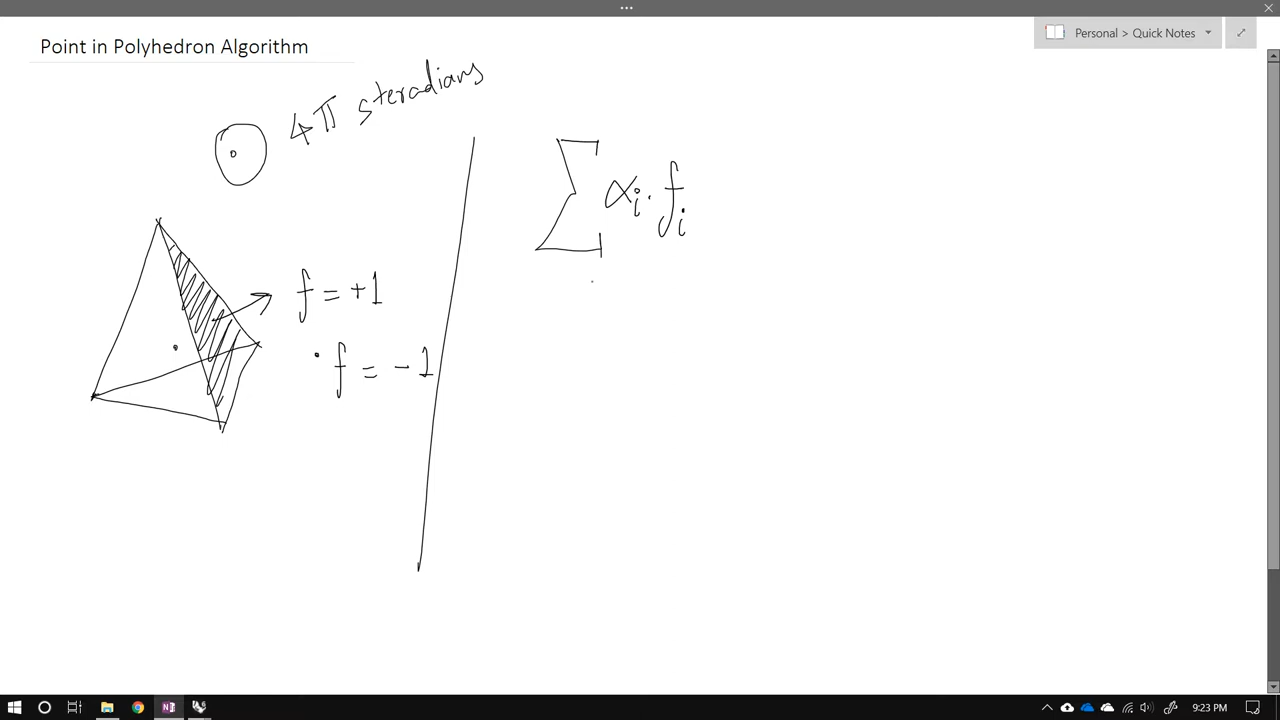 Personal > Quick Notes
Point in Polyhedron Algorithm
4π steradians
∑ αi · fi
f = +1
f = -1
9:23 PM